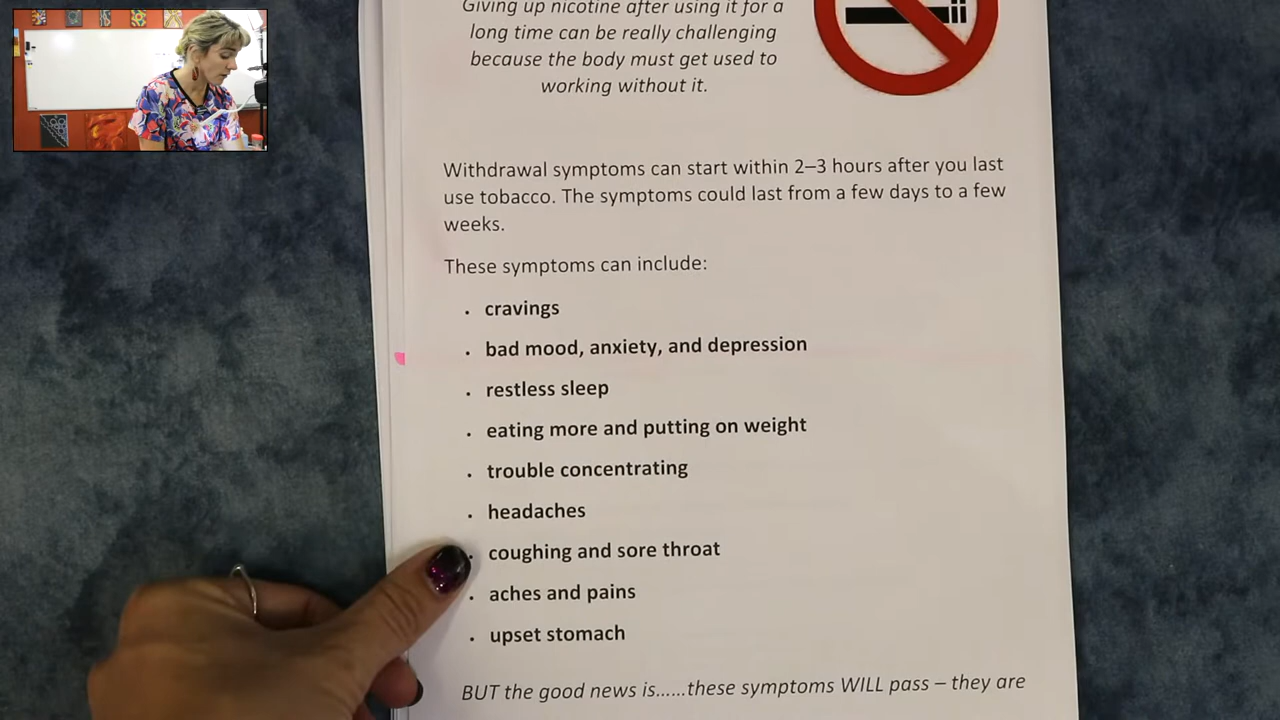 Giving up nicotine after using it for a
long time can be really challenging
because the body must get used to
working without it.
Withdrawal symptoms can start within 2–3 hours after you last
use tobacco. The symptoms could last from a few days to a few
weeks.
These symptoms can include:
• cravings
• bad mood, anxiety, and depression
• restless sleep
• eating more and putting on weight
• trouble concentrating
• headaches
• coughing and sore throat
• aches and pains
• upset stomach
BUT the good news is......these symptoms WILL pass – they are